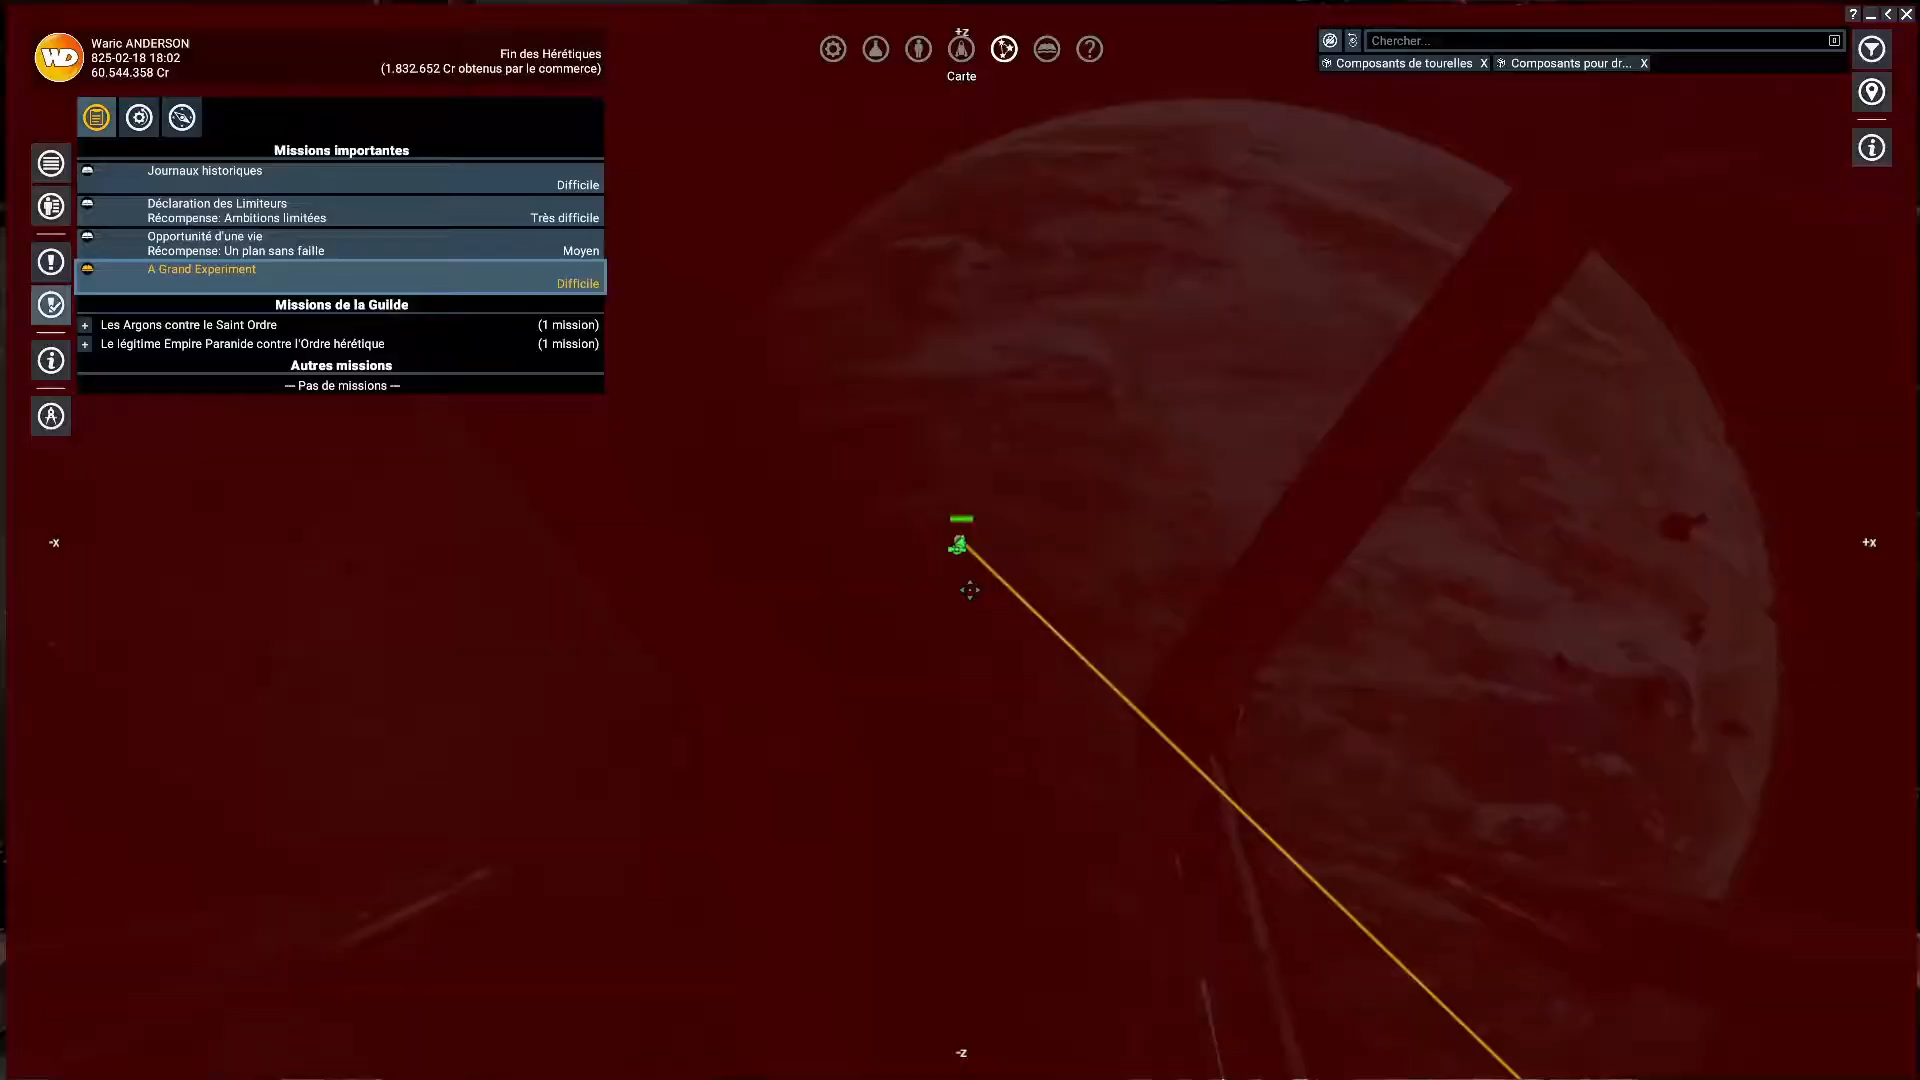 Waric ANDERSON
825-02-18 18:02
60.544.358 Cr
WD
Fin des Hérétiques
(1.832.652 Cr obtenus par le commerce)
+z
Carte
Chercher...
Composants de tourelles X
Composants pour dr... X
Missions importantes
Journaux historiques
Difficile
Déclaration des Limiteurs
Récompense: Ambitions limitées Très difficile
Opportunité d'une vie
Récompense: Un plan sans faille Moyen
A Grand Experiment
Difficile
Missions de la Guilde
+ Les Argons contre le Saint Ordre (1 mission)
+ Le légitime Empire Paranide contre l'Ordre hérétique (1 mission)
Autres missions
--- Pas de missions ---
-x
+x
-z